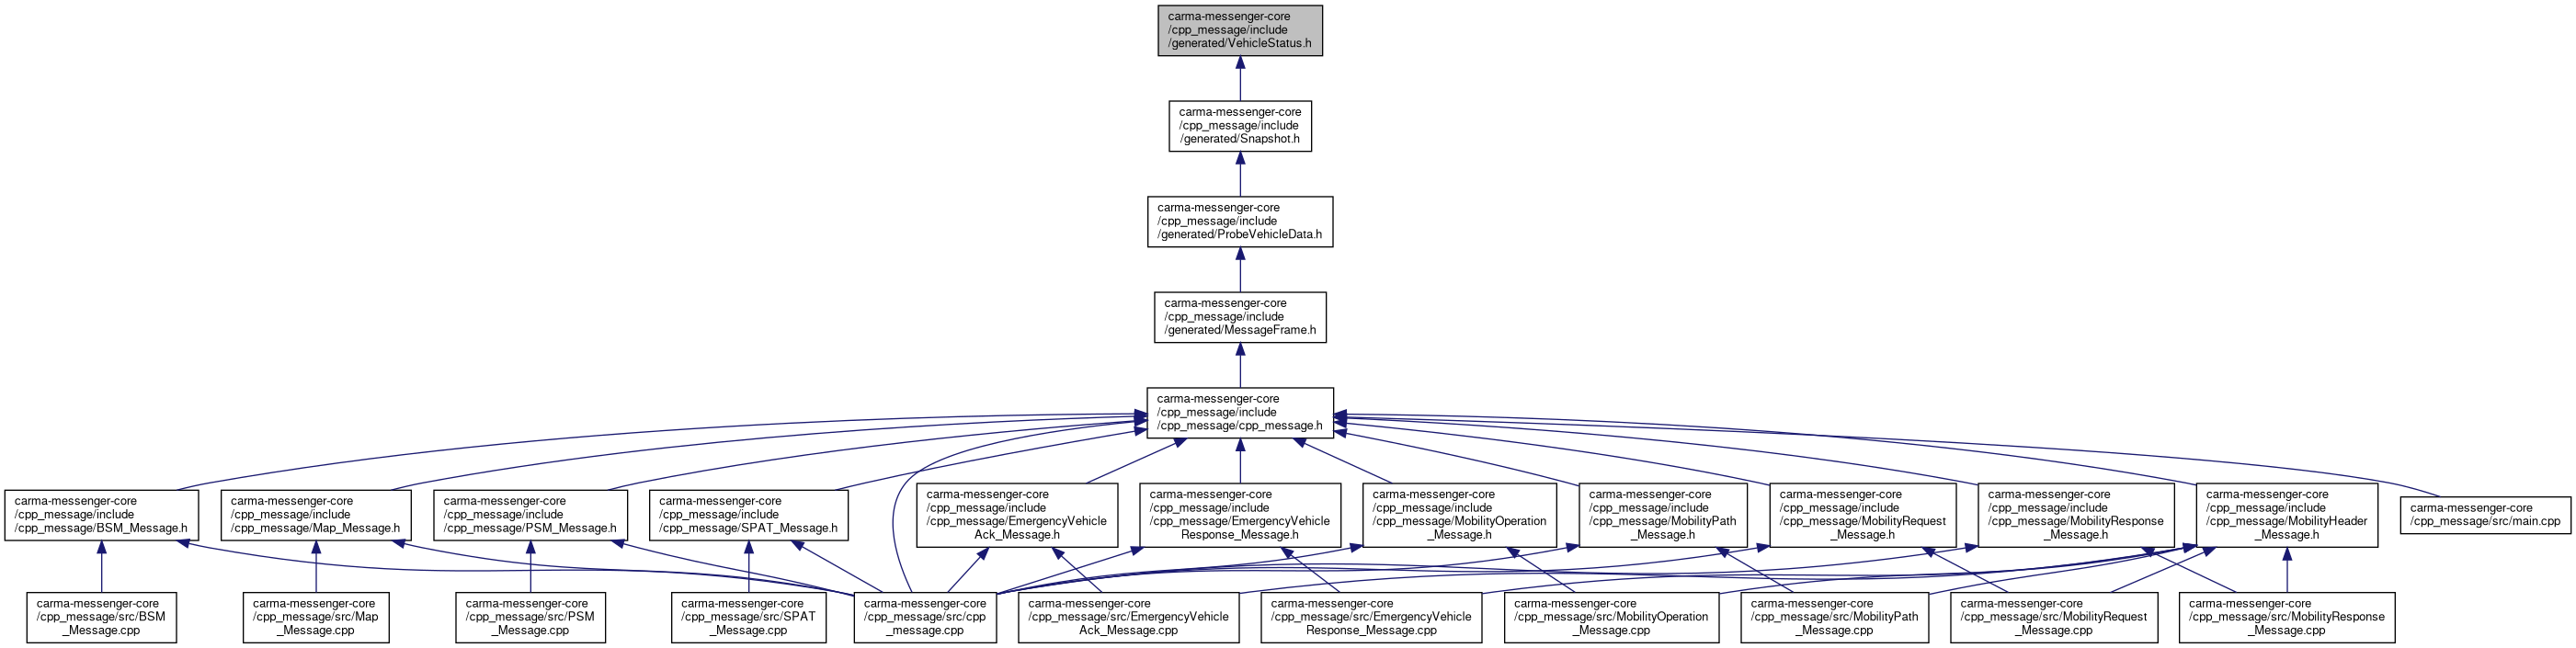 carma-messenger-core
/cpp_message/include
/generated/VehicleStatus.h
carma-messenger-core
/cpp_message/include
/generated/Snapshot.h
carma-messenger-core
/cpp_message/include
/generated/ProbeVehicleData.h
carma-messenger-core
/cpp_message/include
/generated/MessageFrame.h
carma-messenger-core
/cpp_message/include
/cpp_message/cpp_message.h
carma-messenger-core
/cpp_message/include
/cpp_message/BSM_Message.h
carma-messenger-core
/cpp_message/include
/cpp_message/Map_Message.h
carma-messenger-core
/cpp_message/include
/cpp_message/PSM_Message.h
carma-messenger-core
/cpp_message/include
/cpp_message/SPAT_Message.h
carma-messenger-core
/cpp_message/include
/cpp_message/EmergencyVehicle
Ack_Message.h
carma-messenger-core
/cpp_message/include
/cpp_message/EmergencyVehicle
Response_Message.h
carma-messenger-core
/cpp_message/include
/cpp_message/MobilityOperation
_Message.h
carma-messenger-core
/cpp_message/include
/cpp_message/MobilityPath
_Message.h
carma-messenger-core
/cpp_message/include
/cpp_message/MobilityRequest
_Message.h
carma-messenger-core
/cpp_message/include
/cpp_message/MobilityResponse
_Message.h
carma-messenger-core
/cpp_message/include
/cpp_message/MobilityHeader
_Message.h
carma-messenger-core
/cpp_message/src/main.cpp
carma-messenger-core
/cpp_message/src/BSM
_Message.cpp
carma-messenger-core
/cpp_message/src/Map
_Message.cpp
carma-messenger-core
/cpp_message/src/PSM
_Message.cpp
carma-messenger-core
/cpp_message/src/SPAT
_Message.cpp
carma-messenger-core
/cpp_message/src/cpp
_message.cpp
carma-messenger-core
/cpp_message/src/EmergencyVehicle
Ack_Message.cpp
carma-messenger-core
/cpp_message/src/EmergencyVehicle
Response_Message.cpp
carma-messenger-core
/cpp_message/src/MobilityOperation
_Message.cpp
carma-messenger-core
/cpp_message/src/MobilityPath
_Message.cpp
carma-messenger-core
/cpp_message/src/MobilityRequest
_Message.cpp
carma-messenger-core
/cpp_message/src/MobilityResponse
_Message.cpp